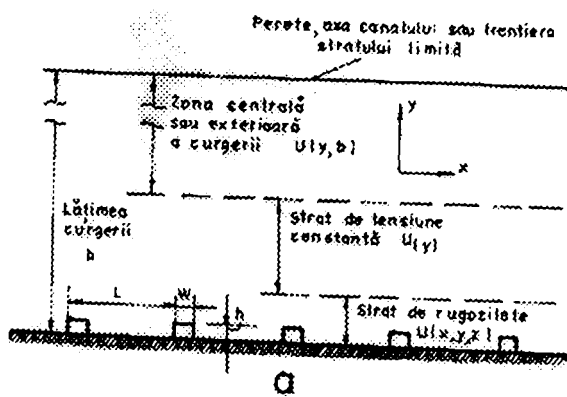 Perete, axa canalului sau frontiera
stratului limită
Zona centrală
sau exterioară
a curgerii U(y,b)
y
x
Lățimea
curgerii
b
Strat de tensiune
constantă U(y)
L
W
h
Strat de rugozitate
U(x,y,z)
a